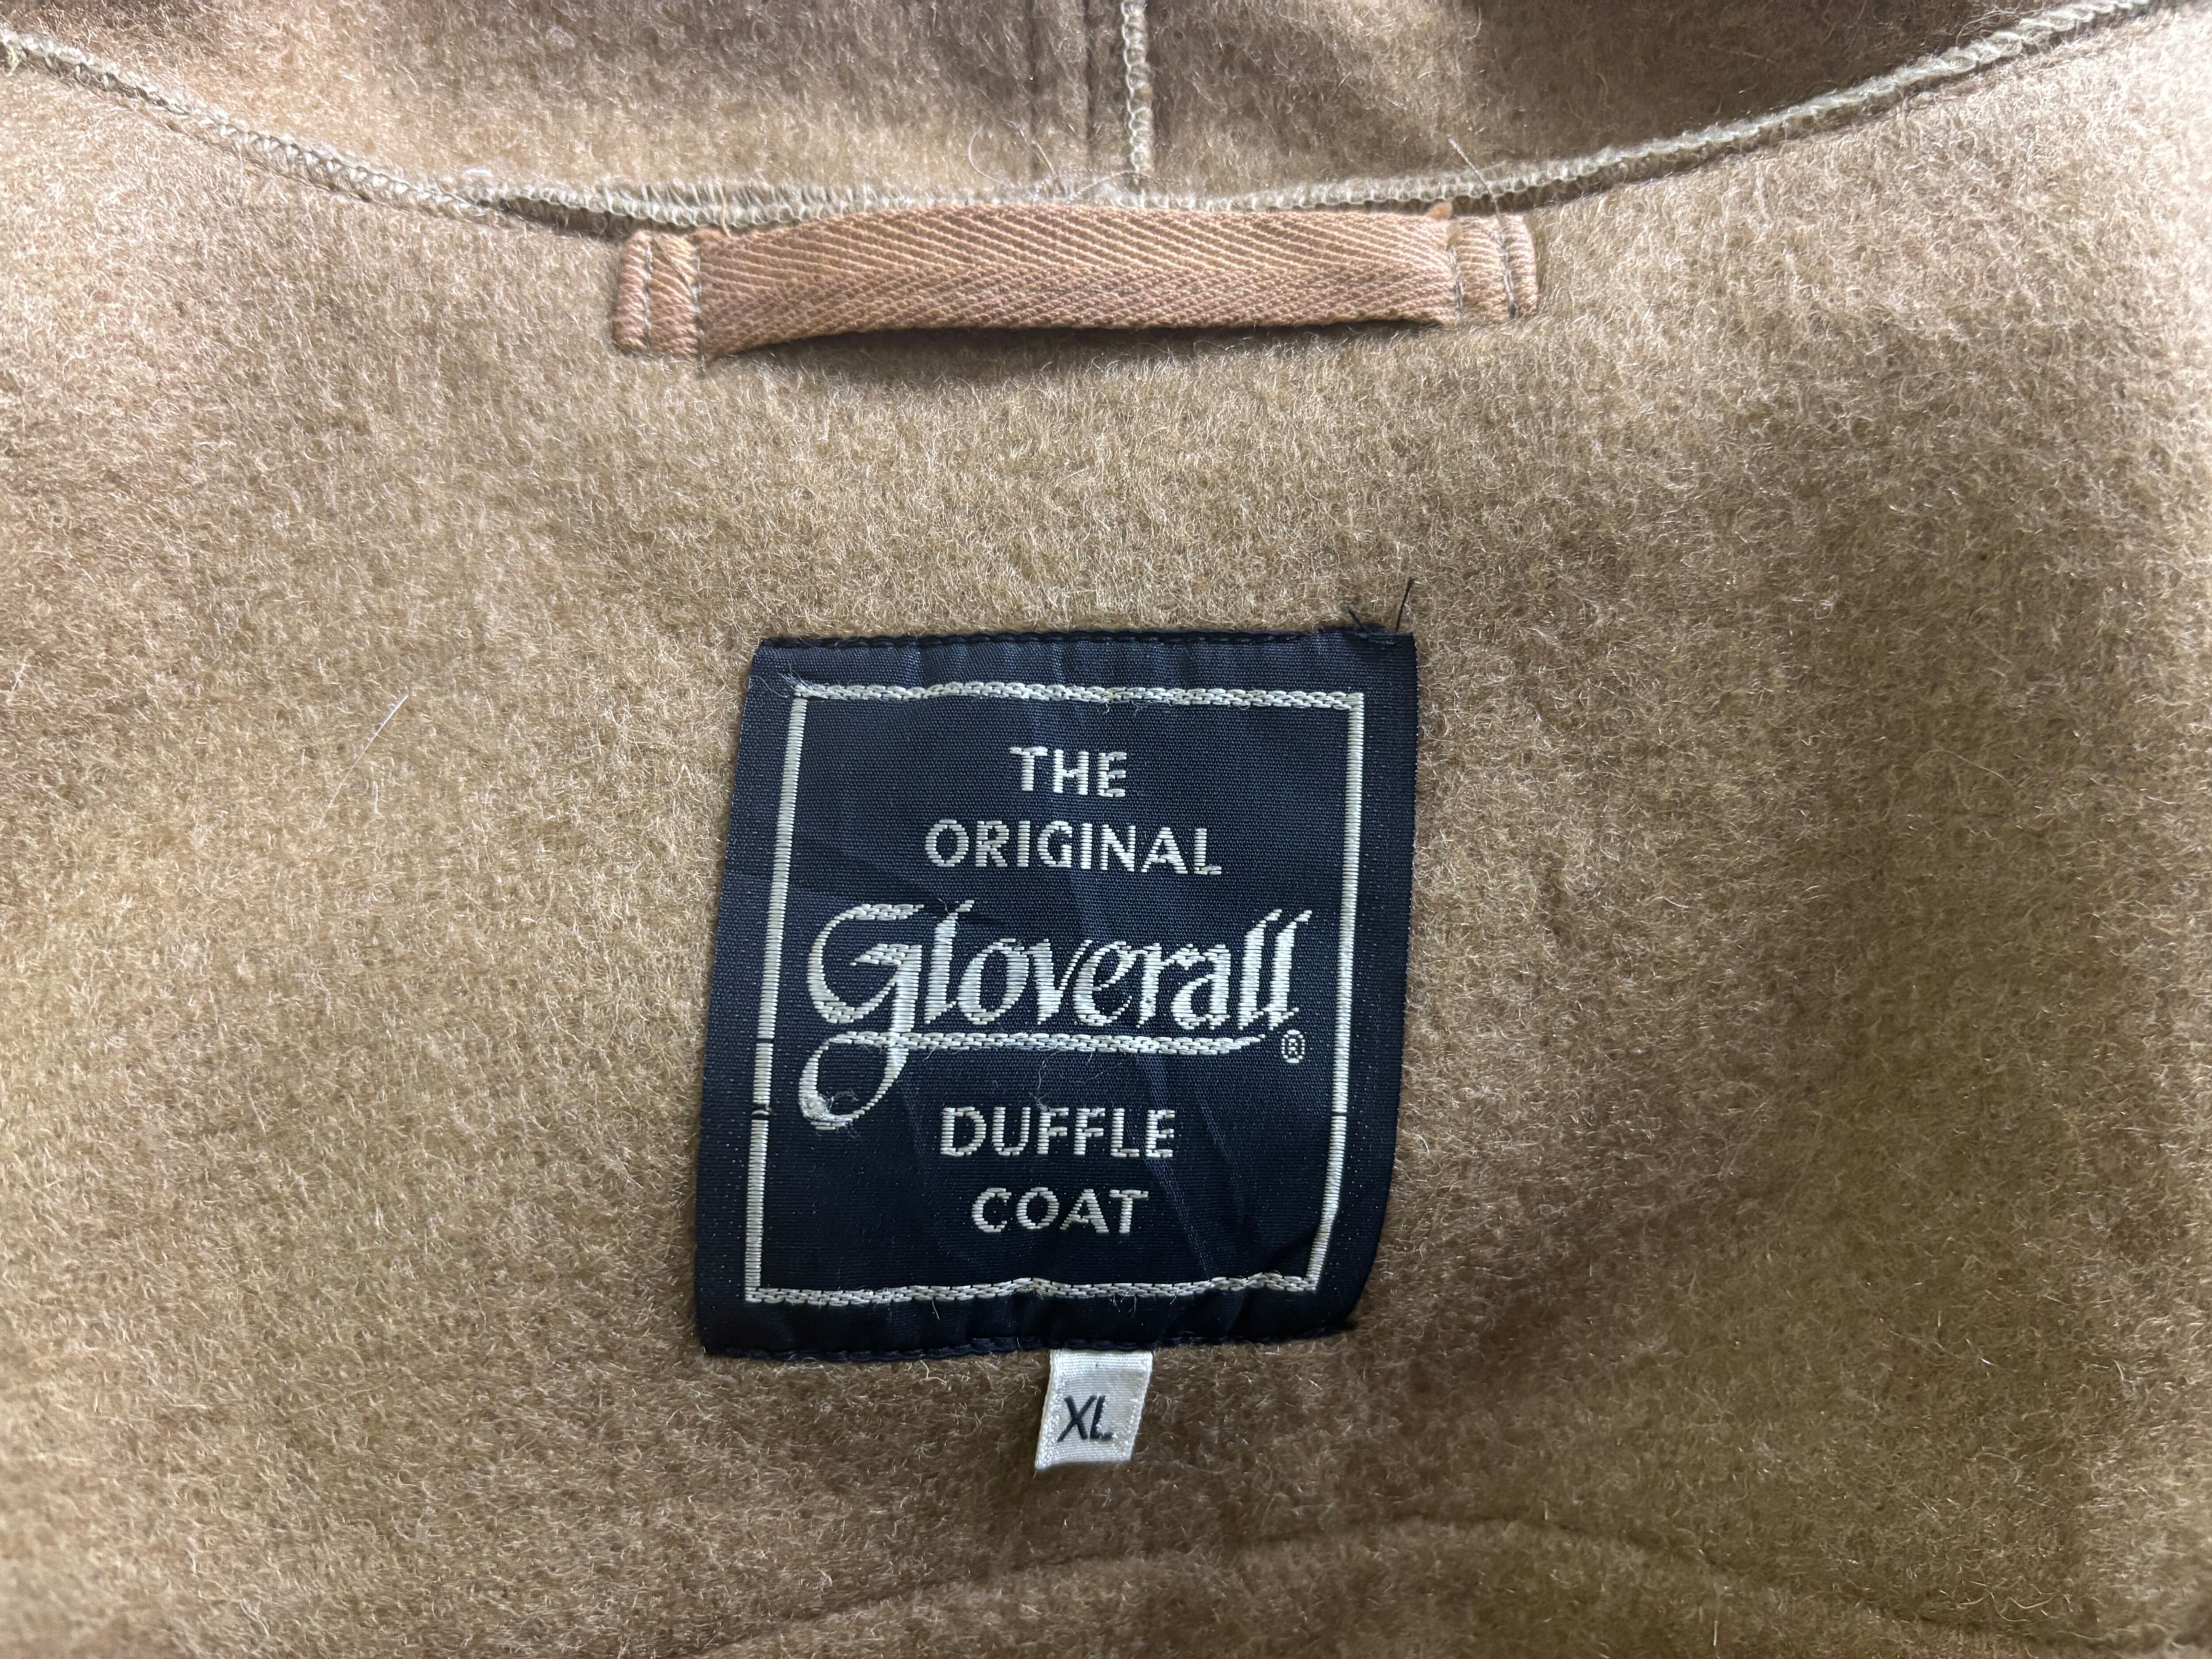 THE
ORIGINAL
Gloverall®
DUFFLE
COAT
XL